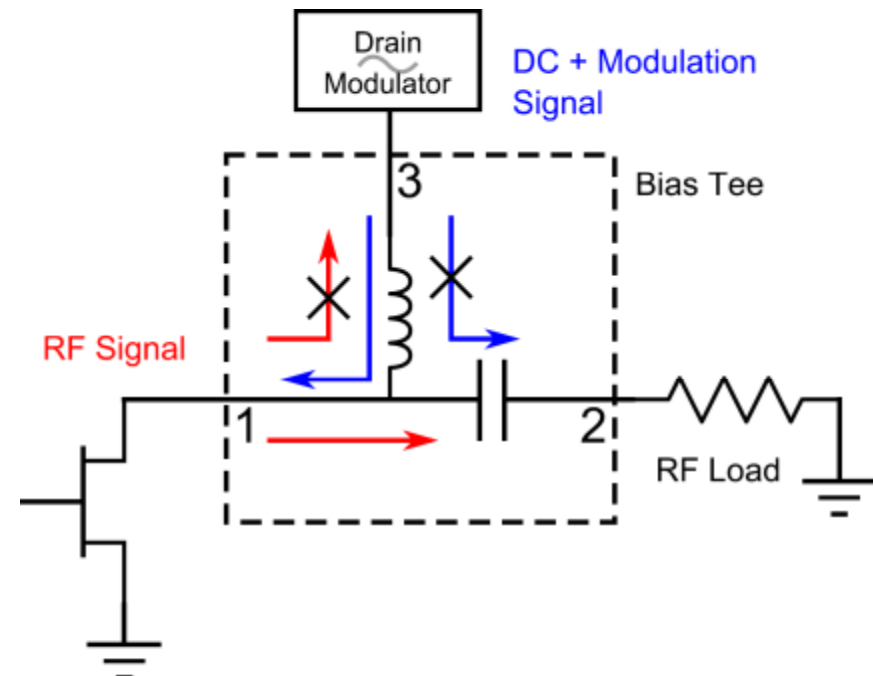 Drain
Modulator
DC + Modulation
Signal
3
Bias Tee
RF Signal
1
2
RF Load